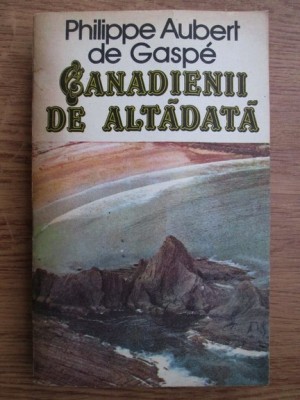 Philippe Aubert
de Gaspé
CANADIENII
DE ALTĂDATĂ